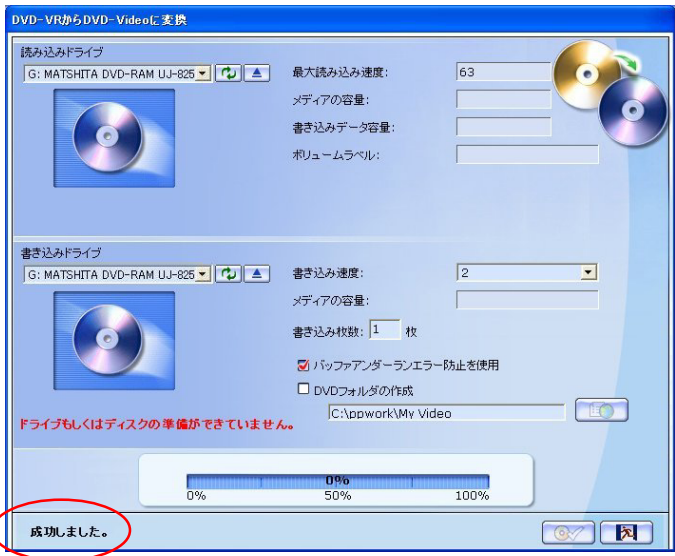 DVD-VRからDVD-Videoに変換
読み込みドライブ
G: MATSHITA DVD-RAM UJ-825
最大読み込み速度:
63
メディアの容量:
書き込みデータ容量:
ボリュームラベル:
書き込みドライブ
G: MATSHITA DVD-RAM UJ-825
書き込み速度:
2
メディアの容量:
書き込み枚数: 1 枚
バッファアンダーランエラー防止を使用
DVDフォルダの作成
C:\ppwork\My Video
ドライブもしくはディスクの準備ができていません。
0%
0% 50% 100%
成功しました。